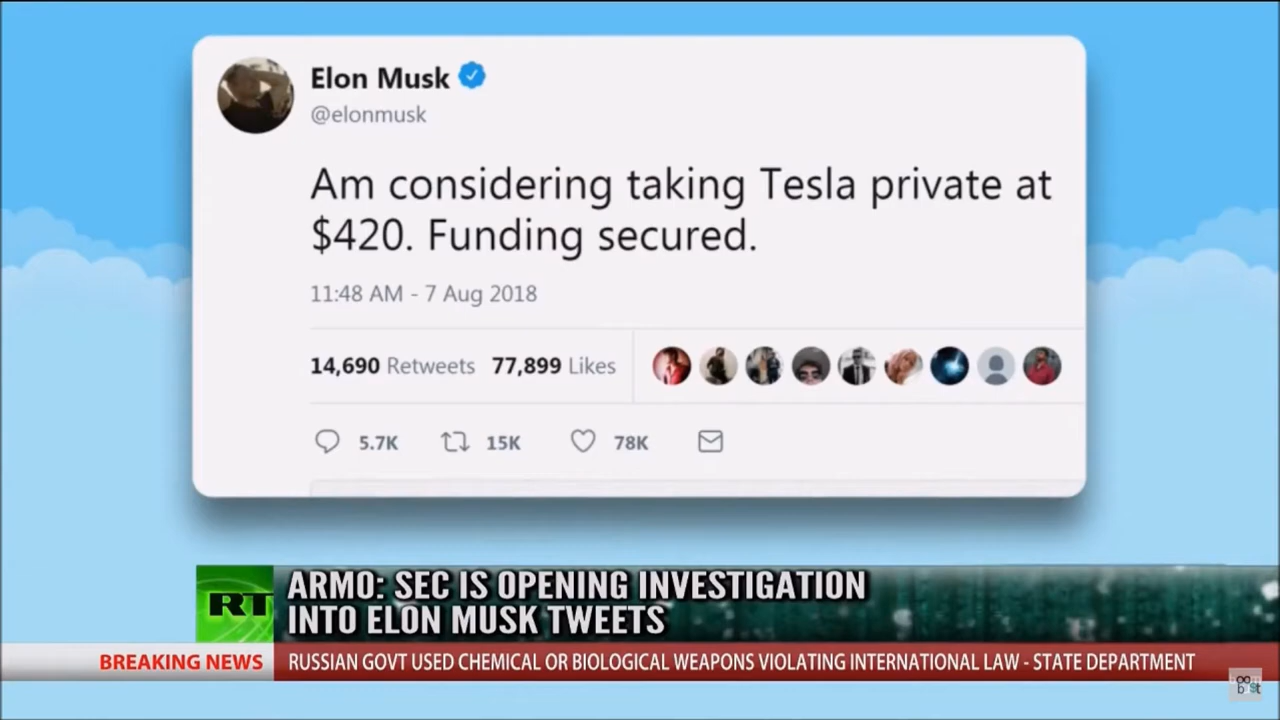 Elon Musk
@elonmusk
Am considering taking Tesla private at
$420. Funding secured.
11:48 AM - 7 Aug 2018
14,690 Retweets 77,899 Likes
5.7K 15K 78K
RT
ARMO: SEC IS OPENING INVESTIGATION
INTO ELON MUSK TWEETS
BREAKING NEWS RUSSIAN GOVT USED CHEMICAL OR BIOLOGICAL WEAPONS VIOLATING INTERNATIONAL LAW - STATE DEPARTMENT
boom
bust